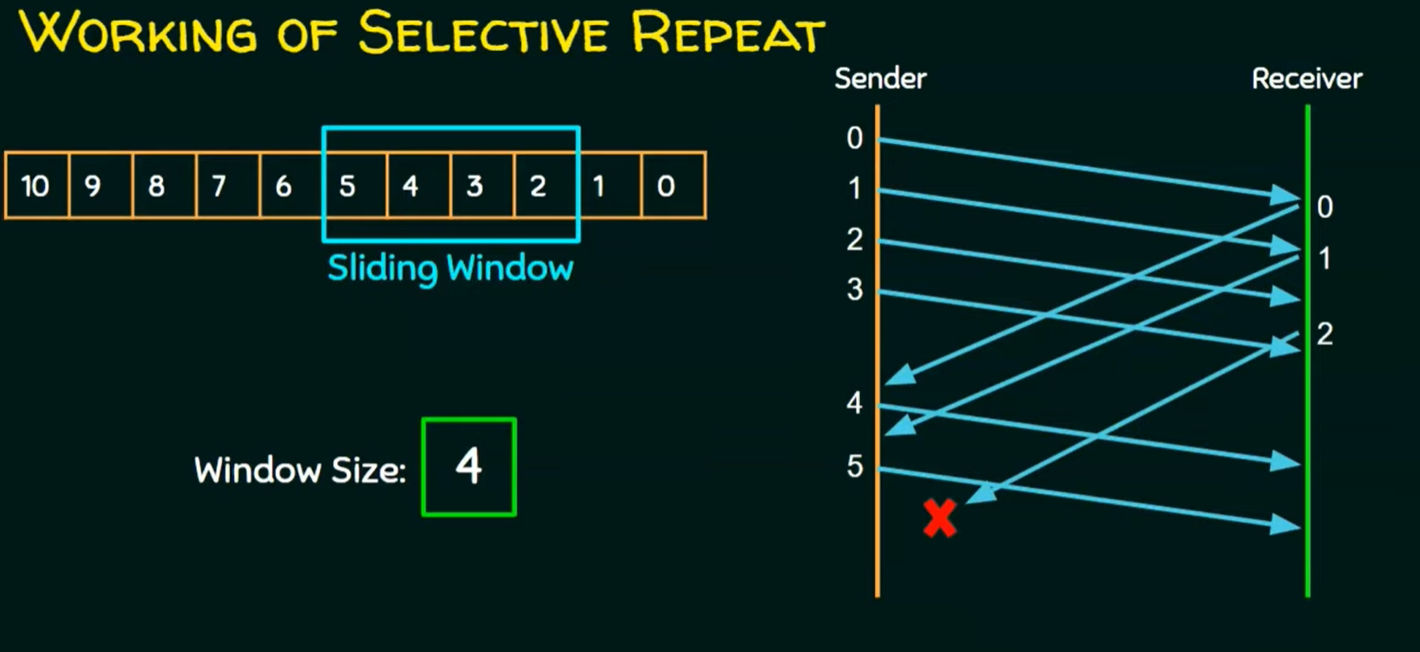 WORKING OF SELECTIVE REPEAT
10 9 8 7 6 5 4 3 2 1 0
Sliding Window
Window Size: 4
Sender Receiver
0
1
2
3
4
5
0
1
2